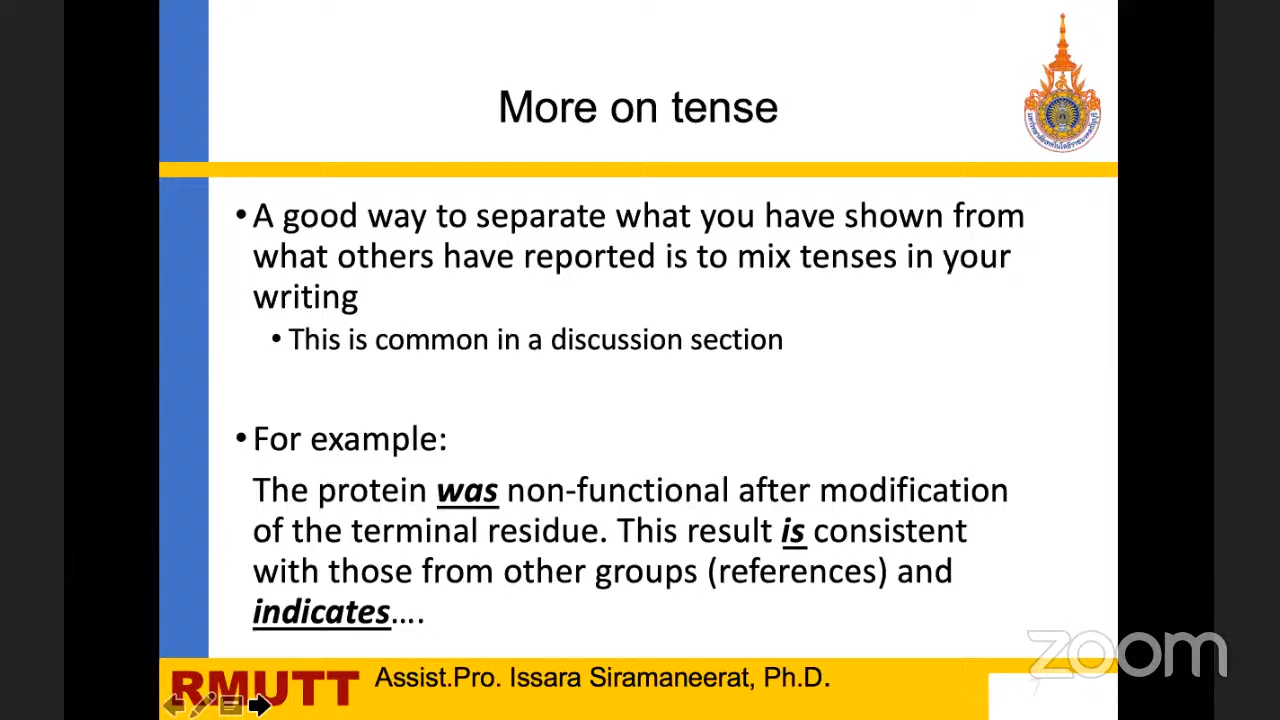 More on tense
• A good way to separate what you have shown from
what others have reported is to mix tenses in your
writing
• This is common in a discussion section
• For example:
The protein was non-functional after modification
of the terminal residue. This result is consistent
with those from other groups (references) and
indicates….
RMUTT Assist.Pro. Issara Siramaneerat, Ph.D.
zoom